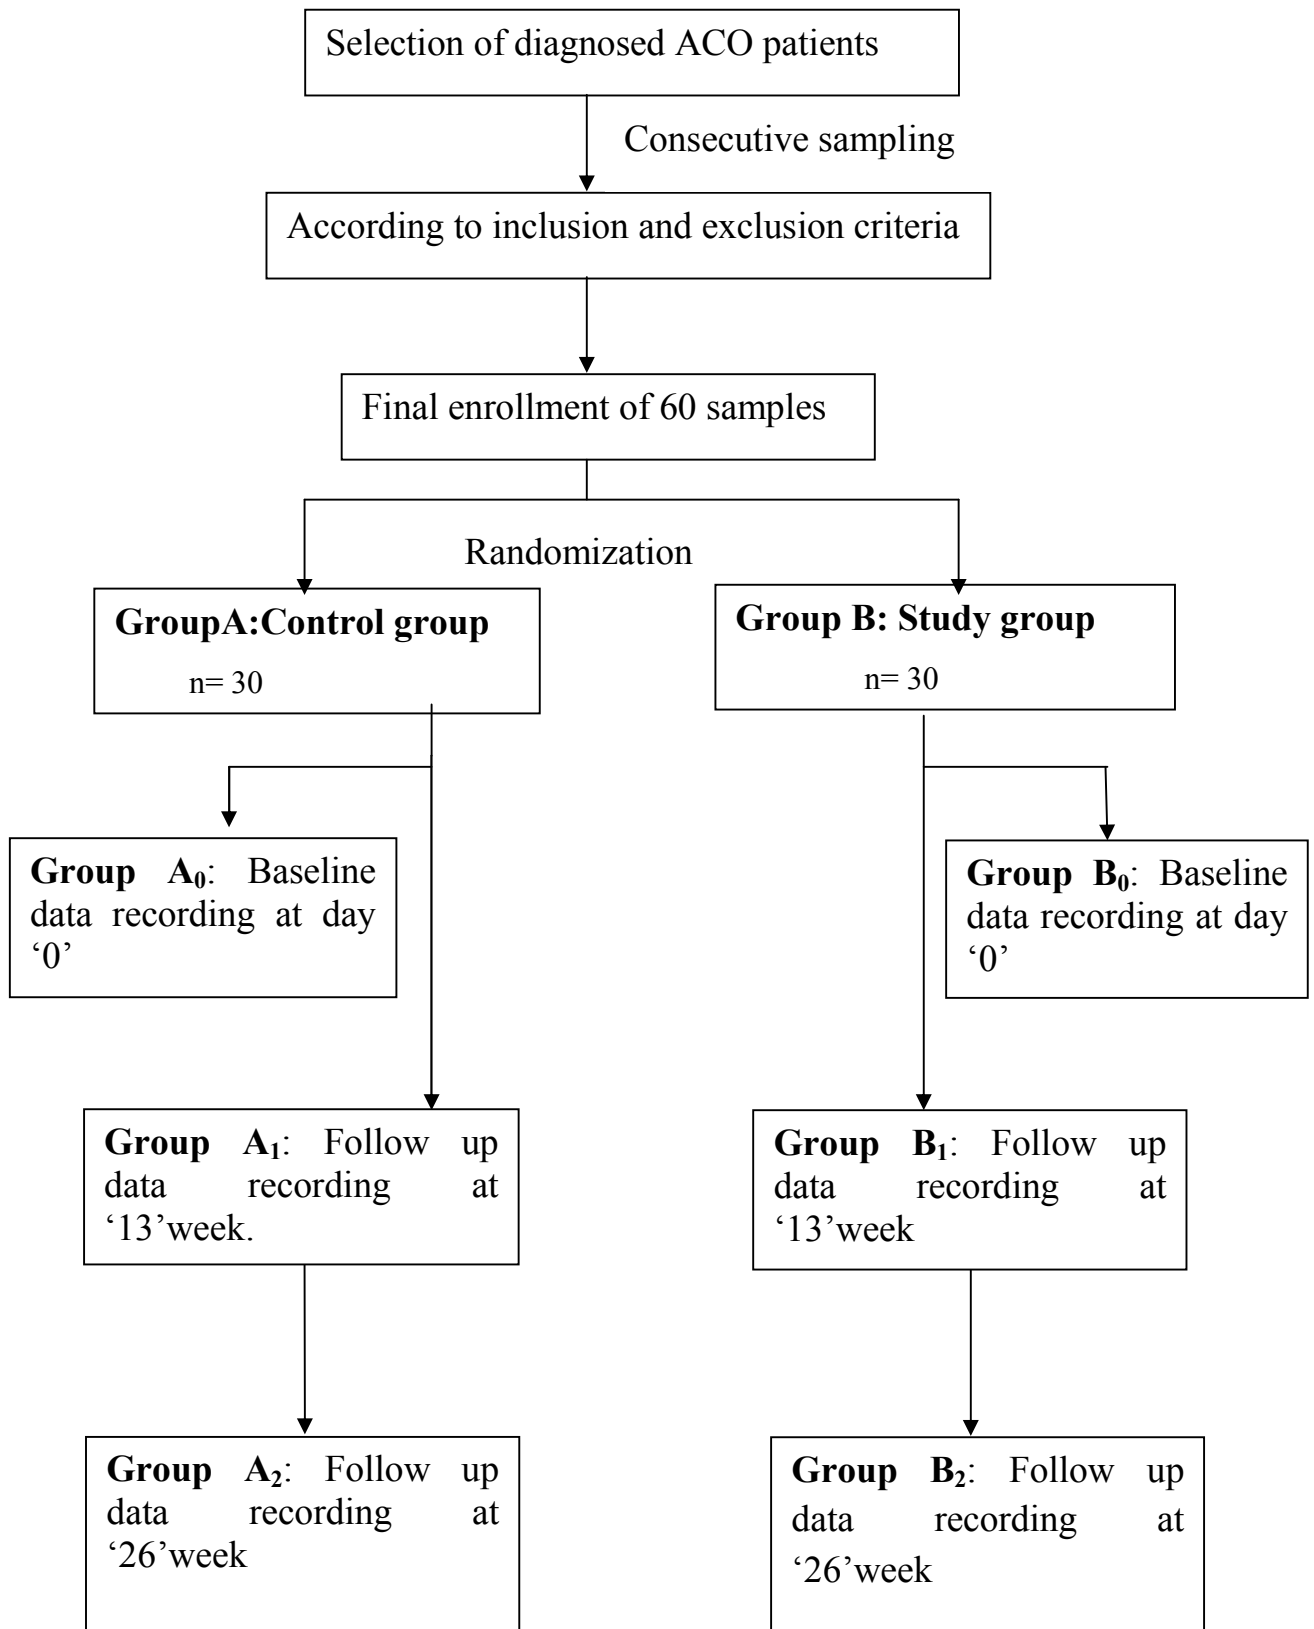 Selection of diagnosed ACO patients
Consecutive sampling
According to inclusion and exclusion criteria
Final enrollment of 60 samples
Randomization
GroupA:Control group
n= 30
Group B: Study group
n= 30
Group A₀: Baseline
data recording at day
‘0’
Group B₀: Baseline
data recording at day
‘0’
Group A₁: Follow up
data recording at
‘13’week.
Group B₁: Follow up
data recording at
‘13’week
Group A₂: Follow up
data recording at
‘26’week
Group B₂: Follow up
data recording at
‘26’week